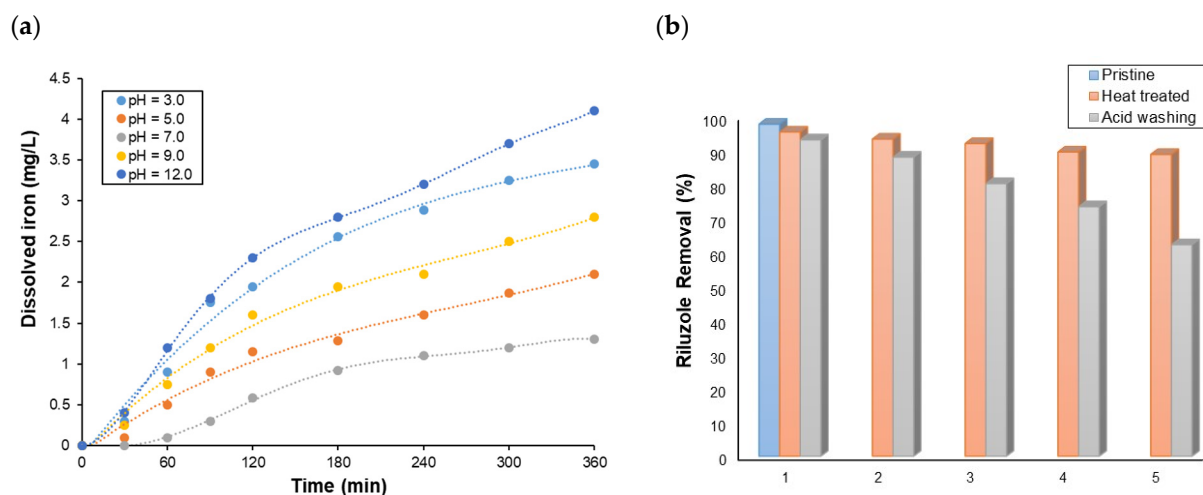 (a)
Dissolved iron (mg/L)
4.5
4
3.5
3
2.5
2
1.5
1
0.5
0
pH = 3.0
pH = 5.0
pH = 7.0
pH = 9.0
pH = 12.0
0 60 120 180 240 300 360
Time (min)
(b)
Pristine
Heat treated
Acid washing
Riluzole Removal (%)
100
90
80
70
60
50
40
30
20
10
0
1 2 3 4 5